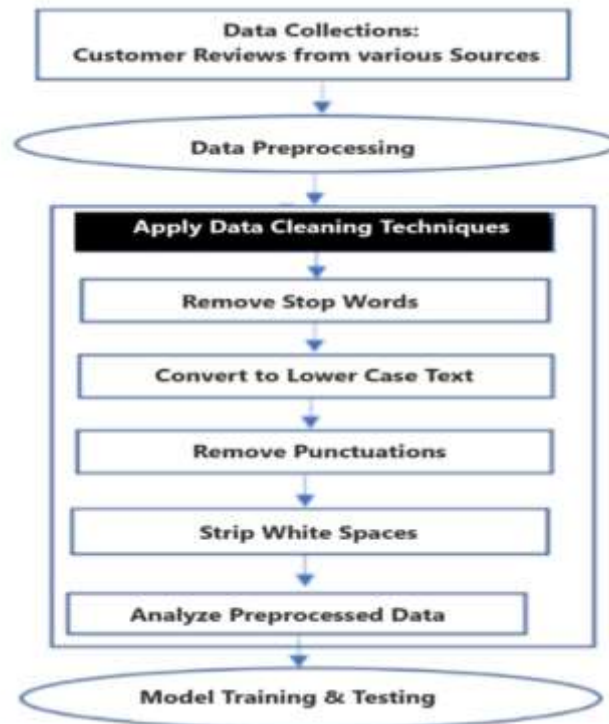 Data Collections:
Customer Reviews from various Sources
Data Preprocessing
Apply Data Cleaning Techniques
Remove Stop Words
Convert to Lower Case Text
Remove Punctuations
Strip White Spaces
Analyze Preprocessed Data
Model Training & Testing